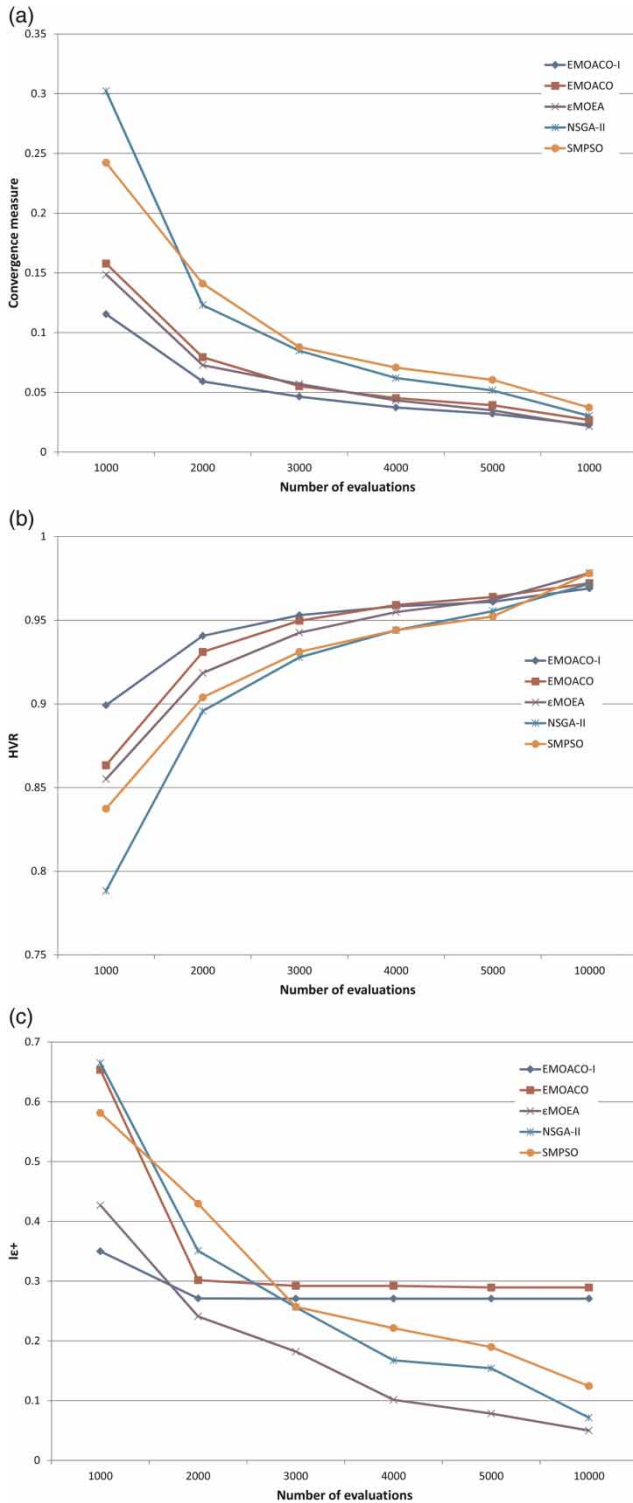 (a)
0.35
0.3
0.25
0.2
0.15
0.1
0.05
0
Convergence measure
EMOACO-I
EMOACO
εMOEA
NSGA-II
SMPSO
1000 2000 3000 4000 5000 1000
Number of evaluations
(b)
1
0.95
0.9
0.85
0.8
0.75
HVR
EMOACO-I
EMOACO
εMOEA
NSGA-II
SMPSO
1000 2000 3000 4000 5000 10000
Number of evaluations
(c)
0.7
0.6
0.5
0.4
0.3
0.2
0.1
0
Iε+
EMOACO-I
EMOACO
εMOEA
NSGA-II
SMPSO
1000 2000 3000 4000 5000 10000
Number of evaluations